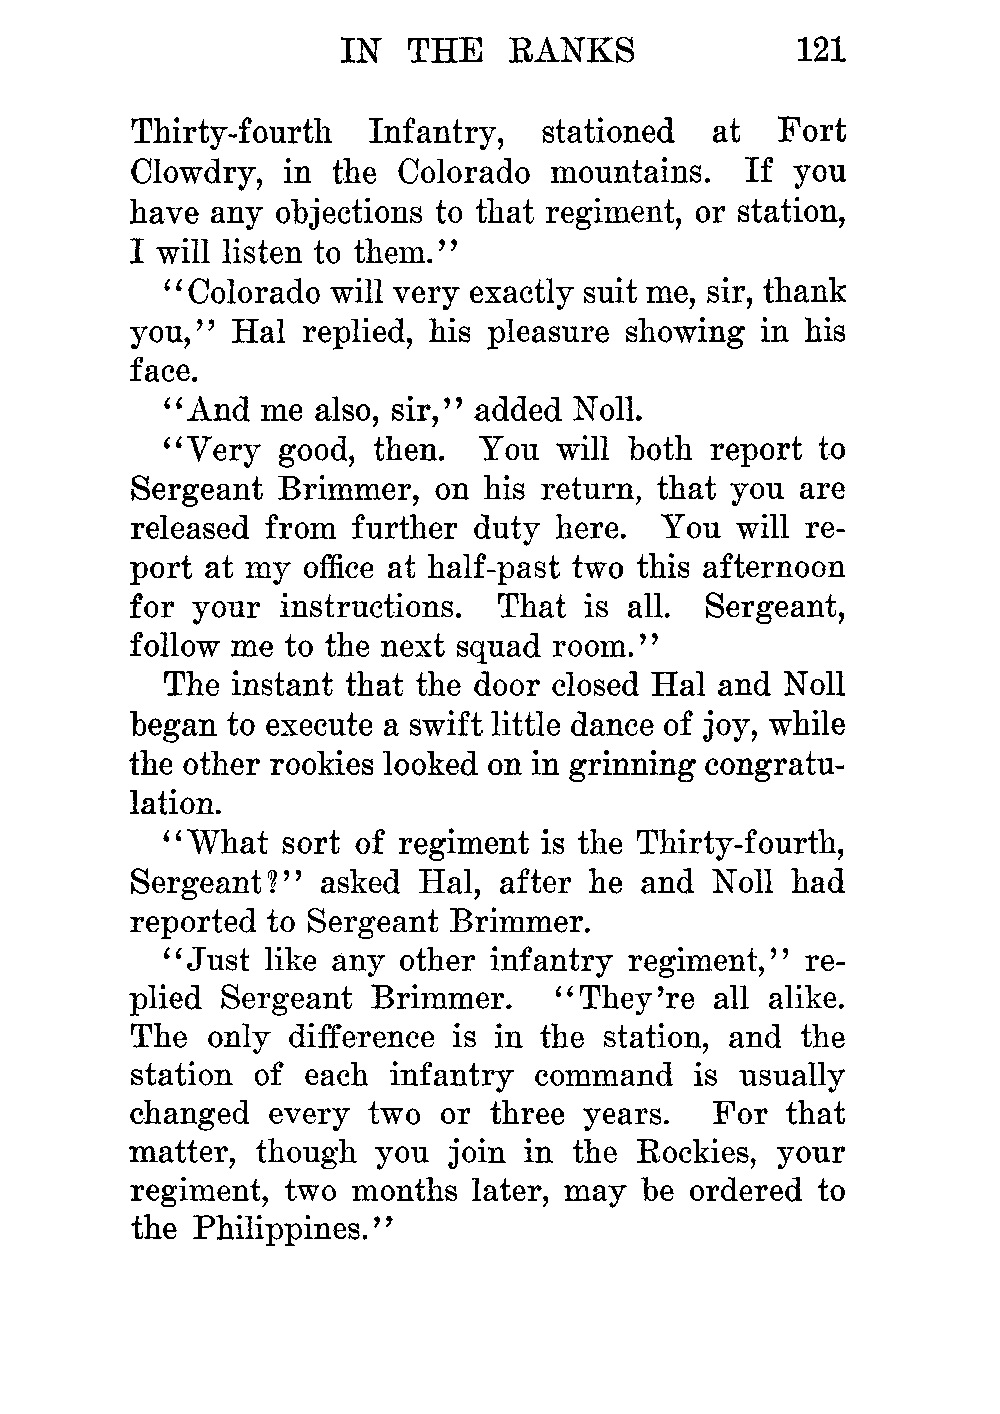 IN THE RANKS 121
Thirty-fourth Infantry, stationed at Fort
Clowdry, in the Colorado mountains. If you
have any objections to that regiment, or station,
I will listen to them.''
''Colorado will very exactly suit me, sir, thank
you,'' Hal replied, his pleasure showing in his
face.
''And me also, sir,'' added Noll.
''Very good, then. You will both report to
Sergeant Brimmer, on his return, that you are
released from further duty here. You will re-
port at my office at half-past two this afternoon
for your instructions. That is all. Sergeant,
follow me to the next squad room.''
The instant that the door closed Hal and Noll
began to execute a swift little dance of joy, while
the other rookies looked on in grinning congratu-
lation.
''What sort of regiment is the Thirty-fourth,
Sergeant?'' asked Hal, after he and Noll had
reported to Sergeant Brimmer.
''Just like any other infantry regiment,'' re-
plied Sergeant Brimmer. ''They're all alike.
The only difference is in the station, and the
station of each infantry command is usually
changed every two or three years. For that
matter, though you join in the Rockies, your
regiment, two months later, may be ordered to
the Philippines.''